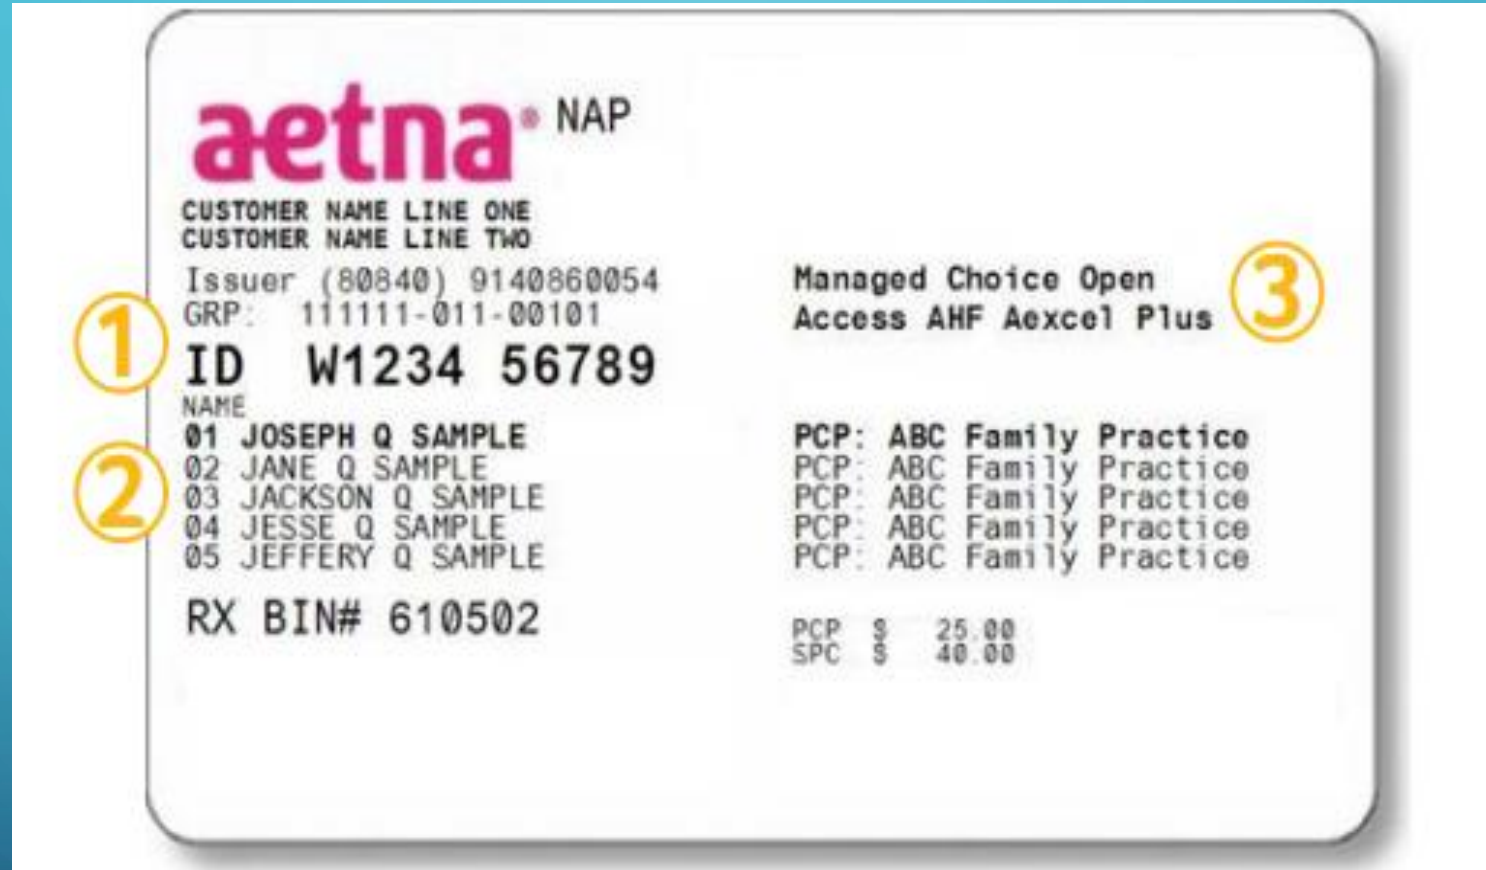 aetna® NAP
CUSTOMER NAME LINE ONE
CUSTOMER NAME LINE TWO
Issuer (80840) 9140860054
GRP: 111111-011-00101
1
ID W1234 56789
NAME
01 JOSEPH Q SAMPLE
02 JANE Q SAMPLE
2
03 JACKSON Q SAMPLE
04 JESSE Q SAMPLE
05 JEFFERY Q SAMPLE
RX BIN# 610502
Managed Choice Open
Access AHF Aexcel Plus
3
PCP: ABC Family Practice
PCP: ABC Family Practice
PCP: ABC Family Practice
PCP: ABC Family Practice
PCP: ABC Family Practice
PCP $ 25.00
SPC $ 40.00